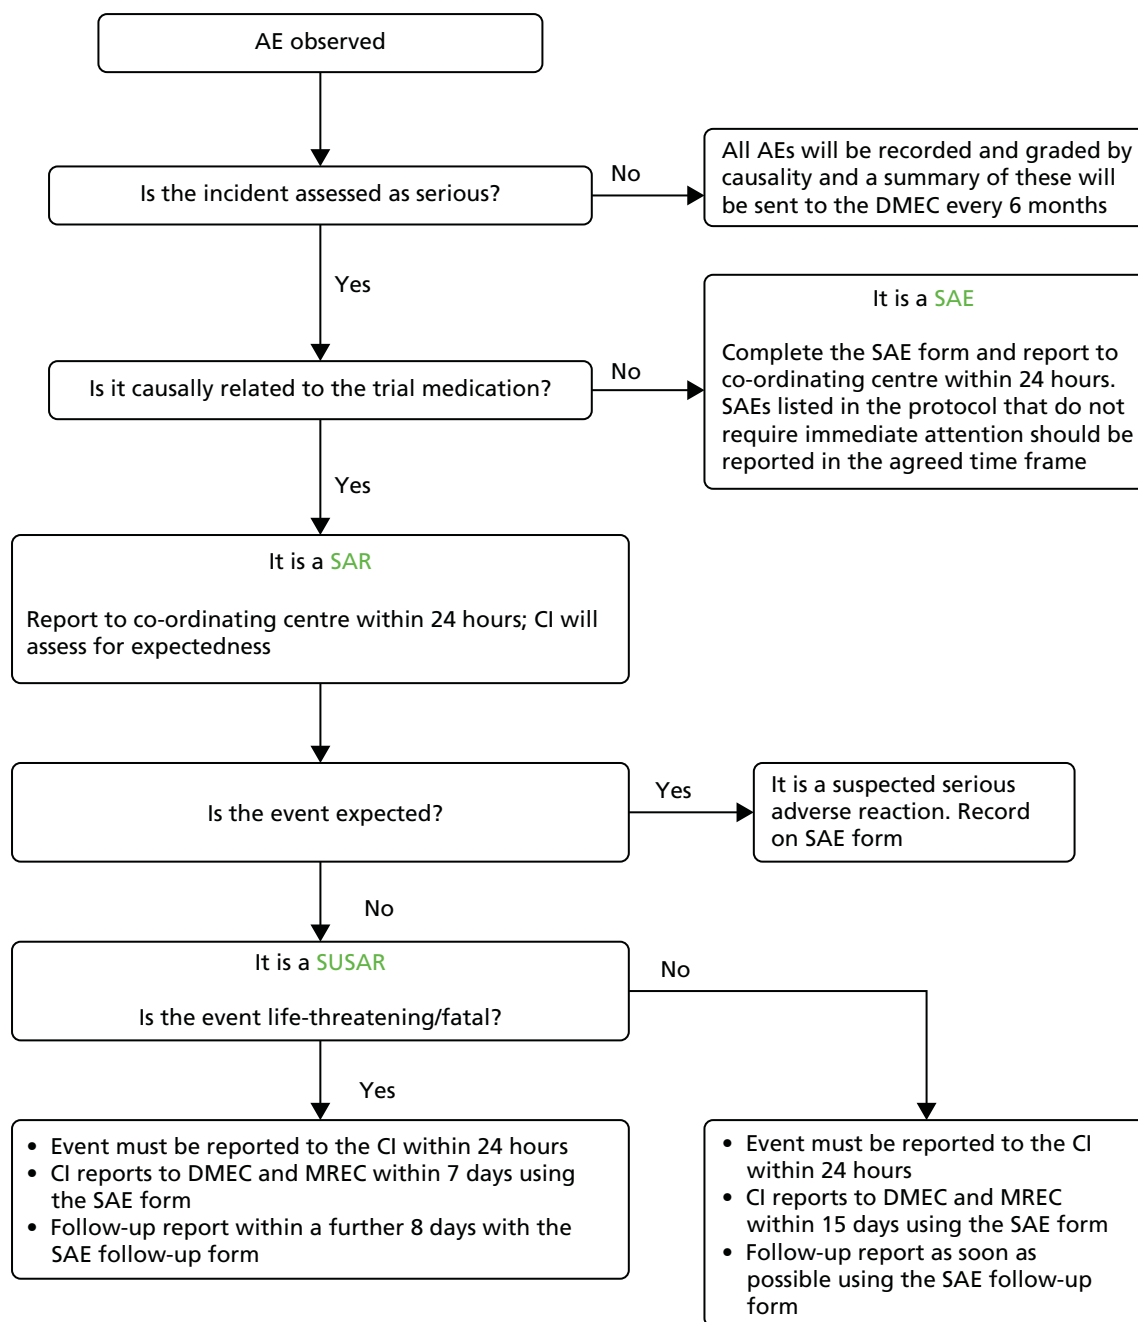 AE observed
Is the incident assessed as serious?
No
All AEs will be recorded and graded by
causality and a summary of these will
be sent to the DMEC every 6 months
Yes
It is a SAE
Complete the SAE form and report to
co-ordinating centre within 24 hours.
SAEs listed in the protocol that do not
require immediate attention should be
reported in the agreed time frame
Is it causally related to the trial medication?
No
Yes
It is a SAR
Report to co-ordinating centre within 24 hours; CI will
assess for expectedness
Is the event expected?
Yes
It is a suspected serious
adverse reaction. Record
on SAE form
No
It is a SUSAR
Is the event life-threatening/fatal?
No
Yes
• Event must be reported to the CI within 24 hours
• CI reports to DMEC and MREC within 7 days using
the SAE form
• Follow-up report within a further 8 days with the
SAE follow-up form
• Event must be reported to the CI
within 24 hours
• CI reports to DMEC and MREC
within 15 days using the SAE form
• Follow-up report as soon as
possible using the SAE follow-up
form